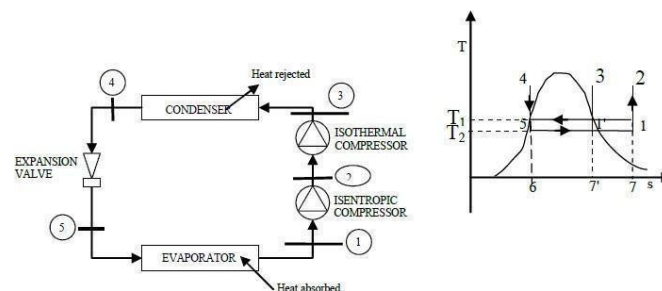 4
Heat rejected
CONDENSER
3
ISOTHERMAL
COMPRESSOR
EXPANSION
VALVE
2
ISENTROPIC
COMPRESSOR
5
1
EVAPORATOR
Heat absorbed
T
4
3
2
T1
5
1'
1
T2
6
7'
7
s